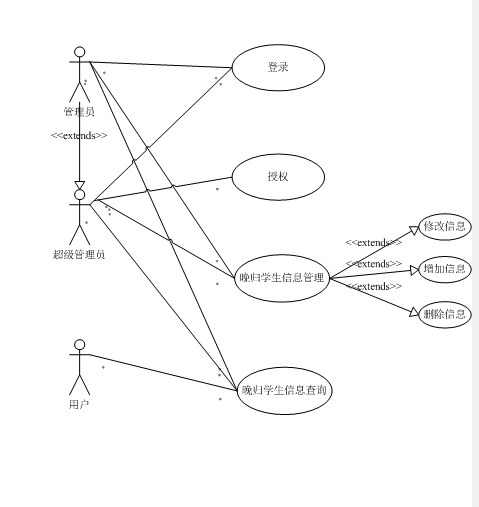 登录
管理员
<<extends>>
授权
超级管理员
修改信息
<<extends>>
<<extends>>
增加信息
晚归学生信息管理
<<extends>>
删除信息
晚归学生信息查询
用户